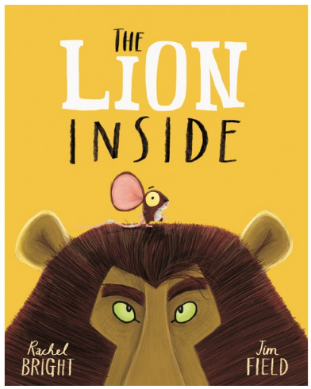 THE
LION
INSIDE
Rachel
BRIGHT
Jim
FIELD